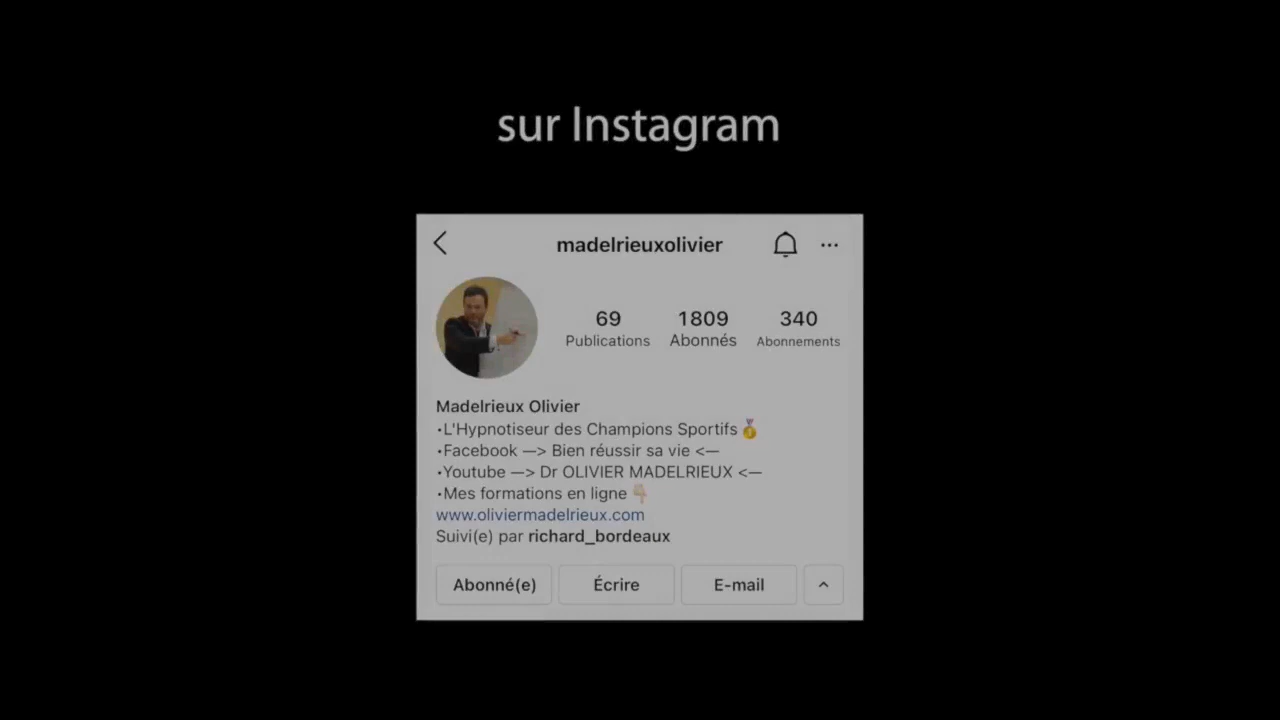 sur Instagram
madelrieuxolivier
69 1809 340
Publications Abonnés Abonnements
Madelrieux Olivier
•L'Hypnotiseur des Champions Sportifs 🥇
•Facebook —> Bien réussir sa vie <—
•Youtube —> Dr OLIVIER MADELRIEUX <—
•Mes formations en ligne 👇🏻
www.oliviermadelrieux.com
Suivi(e) par richard_bordeaux
Abonné(e) Écrire E-mail